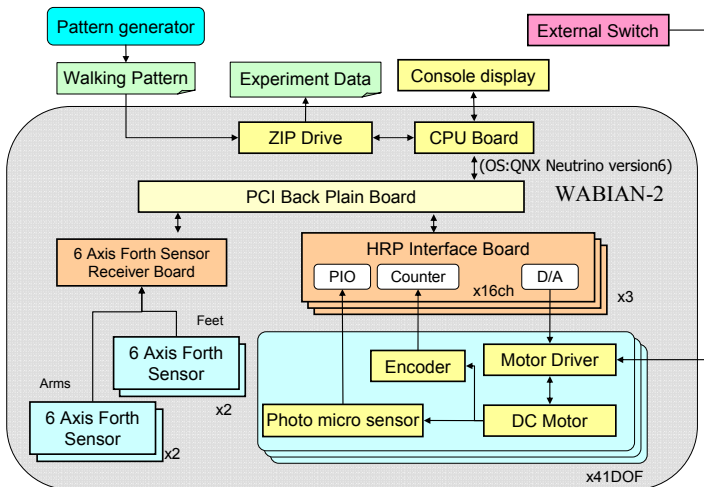 Pattern generator
External Switch
Walking Pattern
Experiment Data
Console display
ZIP Drive
CPU Board
(OS:QNX Neutrino version6)
PCI Back Plain Board
WABIAN-2
6 Axis Forth Sensor
Receiver Board
HRP Interface Board
PIO
Counter
D/A
x16ch
x3
Feet
6 Axis Forth
Sensor
x2
Arms
6 Axis Forth
Sensor
x2
Encoder
Motor Driver
Photo micro sensor
DC Motor
x41DOF